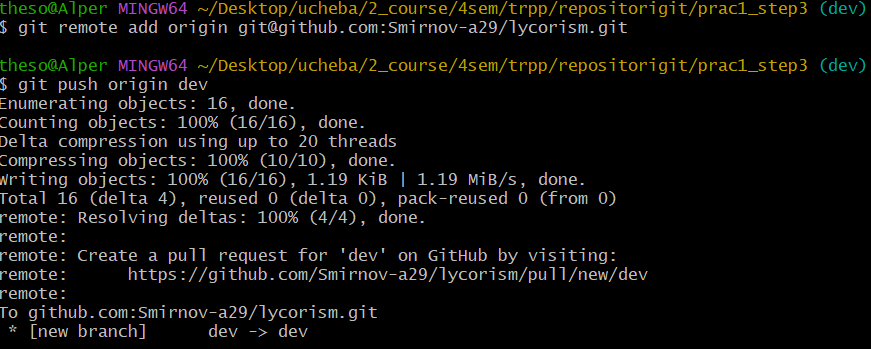 theso@Alper MINGW64 ~/Desktop/ucheba/2_course/4sem/trpp/repositorigit/prac1_step3 (dev)
$ git remote add origin git@github.com:Smirnov-a29/lycorism.git
theso@Alper MINGW64 ~/Desktop/ucheba/2_course/4sem/trpp/repositorigit/prac1_step3 (dev)
$ git push origin dev
Enumerating objects: 16, done.
Counting objects: 100% (16/16), done.
Delta compression using up to 20 threads
Compressing objects: 100% (10/10), done.
Writing objects: 100% (16/16), 1.19 KiB | 1.19 MiB/s, done.
Total 16 (delta 4), reused 0 (delta 0), pack-reused 0 (from 0)
remote: Resolving deltas: 100% (4/4), done.
remote:
remote: Create a pull request for 'dev' on GitHub by visiting:
remote:      https://github.com/Smirnov-a29/lycorism/pull/new/dev
remote:
To github.com:Smirnov-a29/lycorism.git
 * [new branch]      dev -> dev